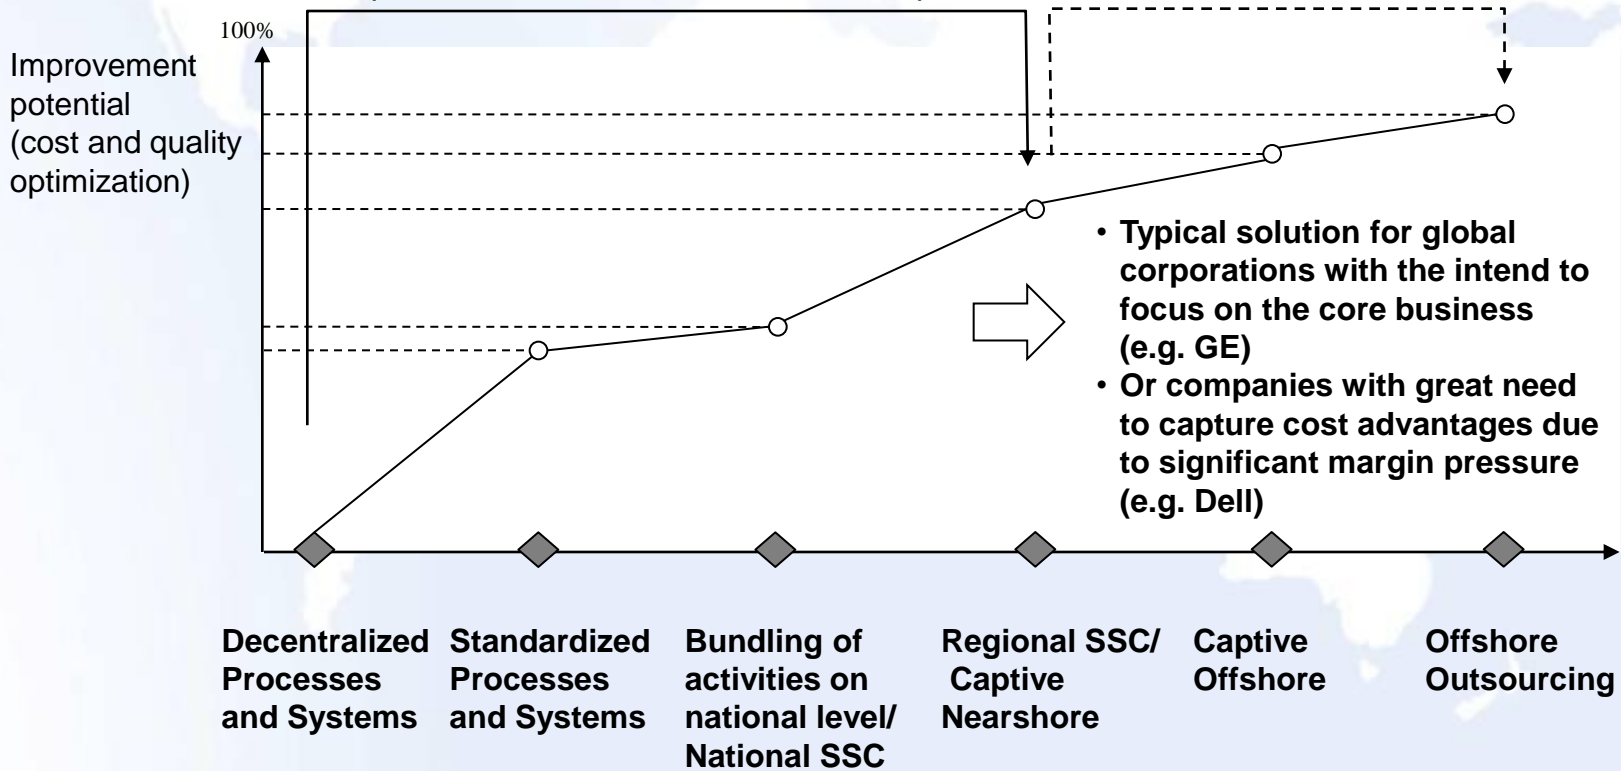 100%
Improvement
potential
(cost and quality
optimization)
• Typical solution for global
corporations with the intend to
focus on the core business
(e.g. GE)
• Or companies with great need
to capture cost advantages due
to significant margin pressure
(e.g. Dell)
Decentralized
Processes
and Systems
Standardized
Processes
and Systems
Bundling of
activities on
national level/
National SSC
Regional SSC/
Captive
Nearshore
Captive
Offshore
Offshore
Outsourcing